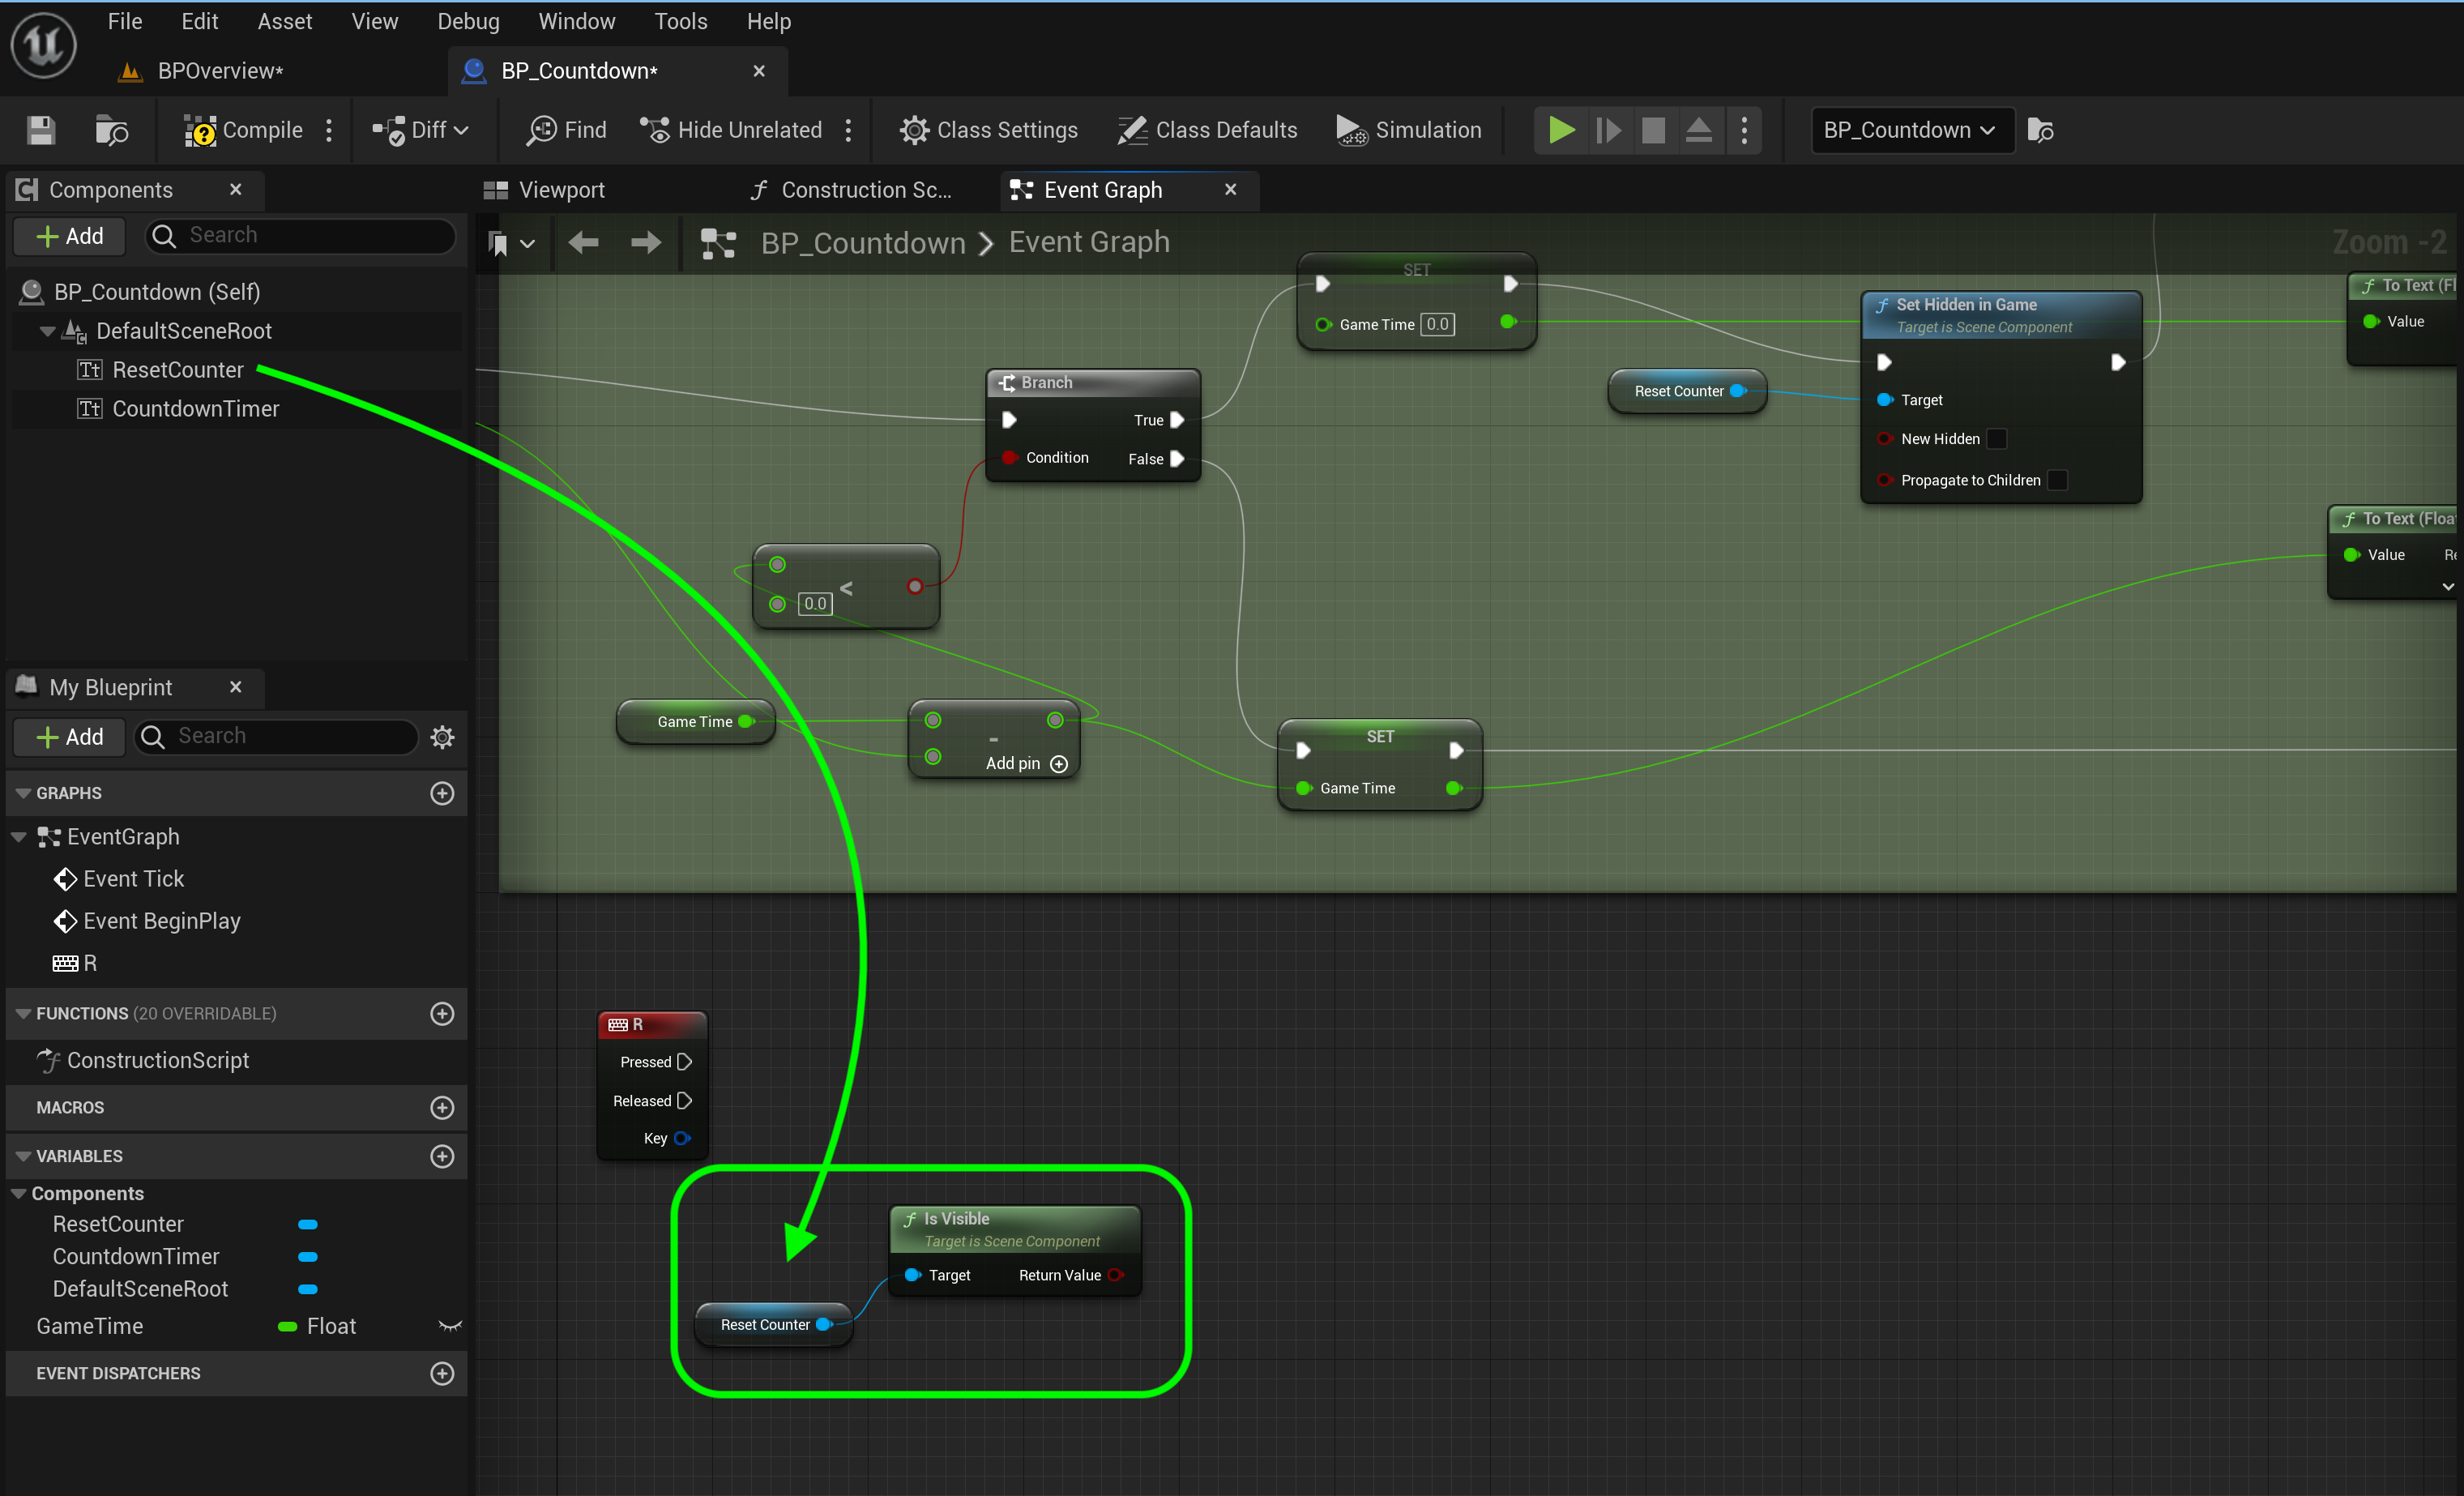 File Edit Asset View Debug Window Tools Help
BPOverview* BP_Countdown*
Compile Diff Find Hide Unrelated Class Settings Class Defaults Simulation BP_Countdown
Components
Add Search
BP_Countdown (Self)
DefaultSceneRoot
ResetCounter
CountdownTimer
My Blueprint
Add Search
GRAPHS
EventGraph
Event Tick
Event BeginPlay
R
FUNCTIONS (20 OVERRIDABLE)
ConstructionScript
MACROS
VARIABLES
Components
ResetCounter
CountdownTimer
DefaultSceneRoot
GameTime Float
EVENT DISPATCHERS
Viewport Construction Sc... Event Graph
BP_Countdown > Event Graph
Zoom -2
SET
Game Time 0.0
Set Hidden in Game
Target is Scene Component
Target
New Hidden
Propagate to Children
To Text (Fl
Value
Reset Counter
Branch
True
Condition False
To Text (Floa
Value Re
<
0.0
Game Time
-
Add pin
SET
Game Time
R
Pressed
Released
Key
Is Visible
Target is Scene Component
Target Return Value
Reset Counter